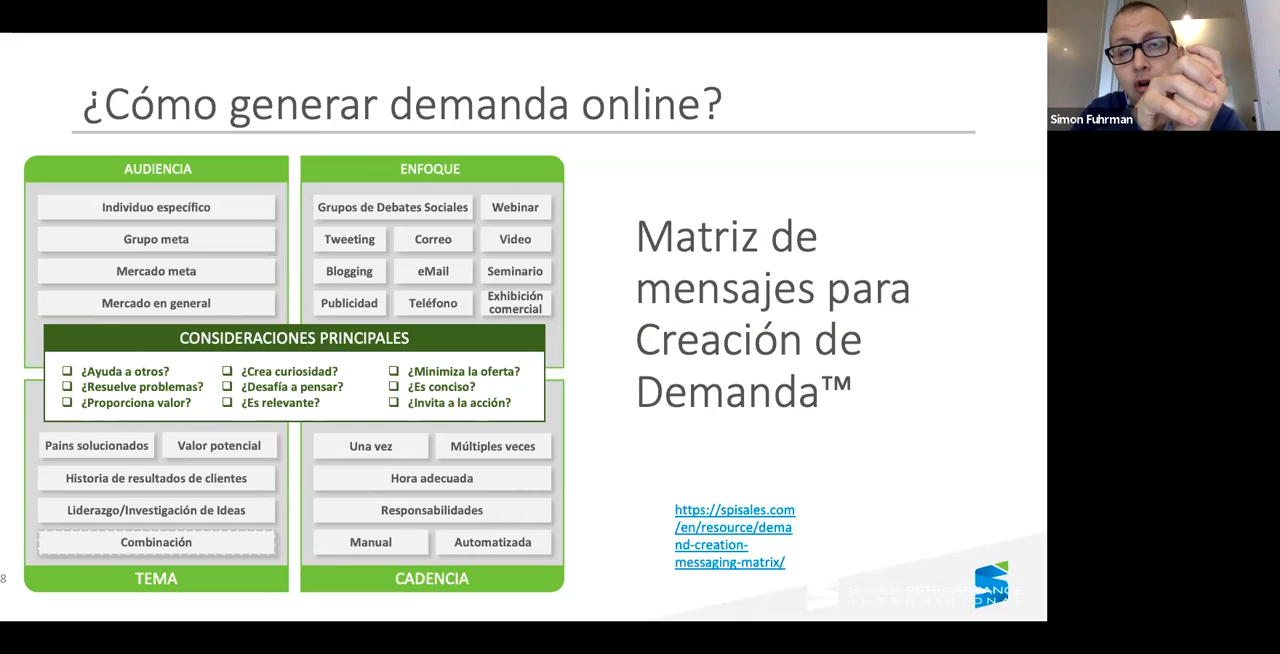 ¿Cómo generar demanda online?
Simon Fuhrman
AUDIENCIA
Individuo específico
Grupo meta
Mercado meta
Mercado en general
ENFOQUE
Grupos de Debates Sociales
Webinar
Tweeting
Correo
Video
Blogging
eMail
Seminario
Publicidad
Teléfono
Exhibición
comercial
CONSIDERACIONES PRINCIPALES
❑ ¿Ayuda a otros?
❑ ¿Resuelve problemas?
❑ ¿Proporciona valor?
❑ ¿Crea curiosidad?
❑ ¿Desafía a pensar?
❑ ¿Es relevante?
❑ ¿Minimiza la oferta?
❑ ¿Es conciso?
❑ ¿Invita a la acción?
Pains solucionados
Valor potencial
Historia de resultados de clientes
Liderazgo/Investigación de Ideas
Combinación
TEMA
Una vez
Múltiples veces
Hora adecuada
Responsabilidades
Manual
Automatizada
CADENCIA
Matriz de
mensajes para
Creación de
Demanda™
https://spisales.com
/en/resource/dema
nd-creation-
messaging-matrix/
8
SALES PERFORMANCE
INTERNATIONAL